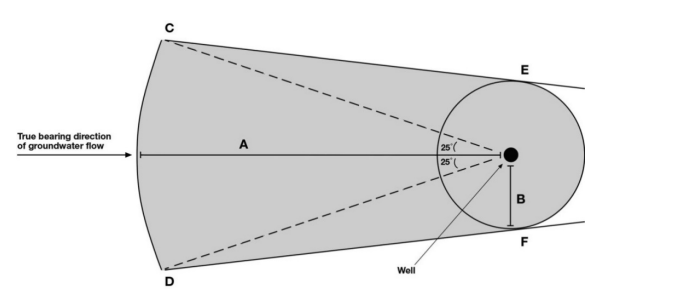 C
E
True bearing direction
of groundwater flow
A
25°
25°
B
F
Well
D